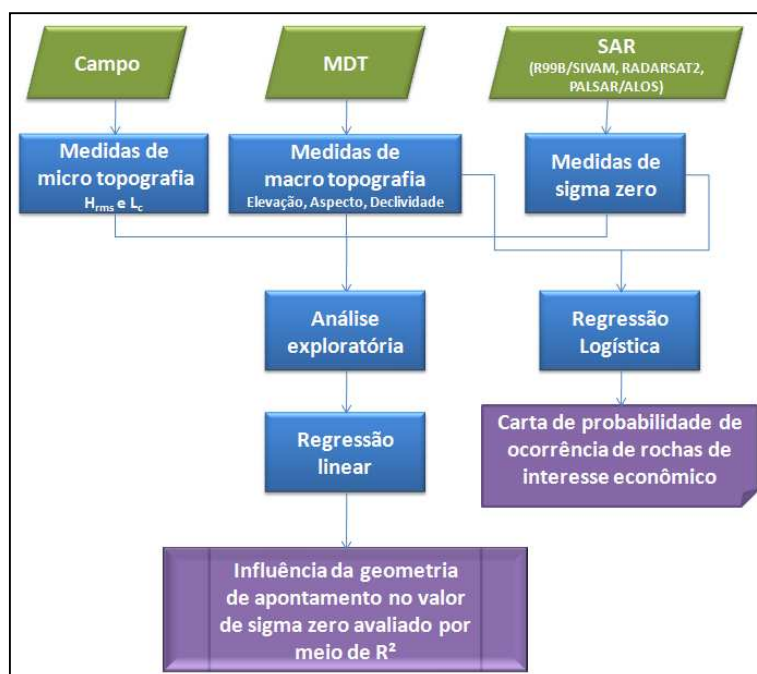 Campo
MDT
SAR
(R99B/SIVAM, RADARSAT2,
PALSAR/ALOS)
Medidas de
micro topografia
Hrms e Lc
Medidas de
macro topografia
Elevação, Aspecto, Declividade
Medidas de
sigma zero
Análise
exploratória
Regressão
Logística
Regressão
linear
Carta de probabilidade de
ocorrência de rochas de
interesse econômico
Influência da geometria
de apontamento no valor
de sigma zero avaliado por
meio de R²